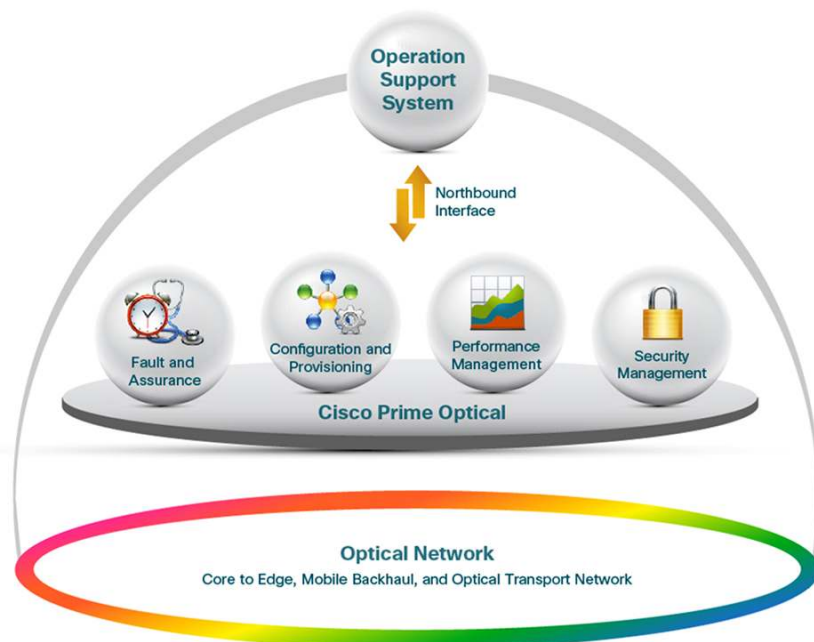 Operation
Support
System
Northbound
Interface
Fault and
Assurance
Configuration and
Provisioning
Performance
Management
Security
Management
Cisco Prime Optical
Optical Network
Core to Edge, Mobile Backhaul, and Optical Transport Network